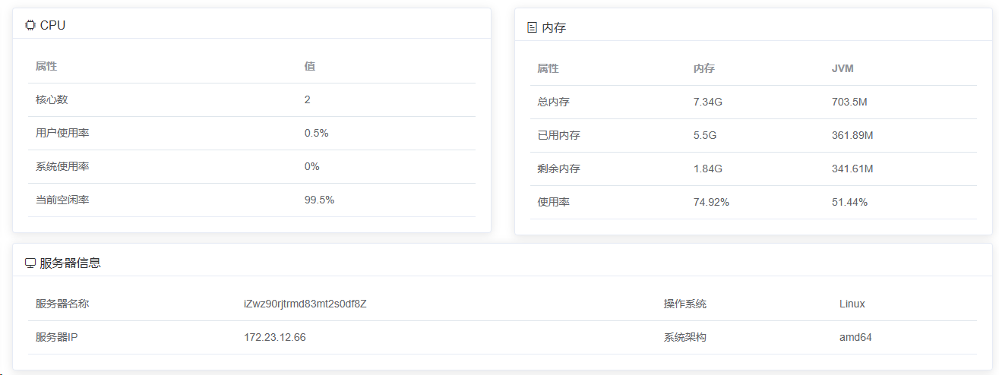 CPU
属性 值
核心数 2
用户使用率 0.5%
系统使用率 0%
当前空闲率 99.5%
内存
属性 内存 JVM
总内存 7.34G 703.5M
已用内存 5.5G 361.89M
剩余内存 1.84G 341.61M
使用率 74.92% 51.44%
服务器信息
服务器名称 iZwz90rjtrmd83mt2s0df8Z 操作系统 Linux
服务器IP 172.23.12.66 系统架构 amd64